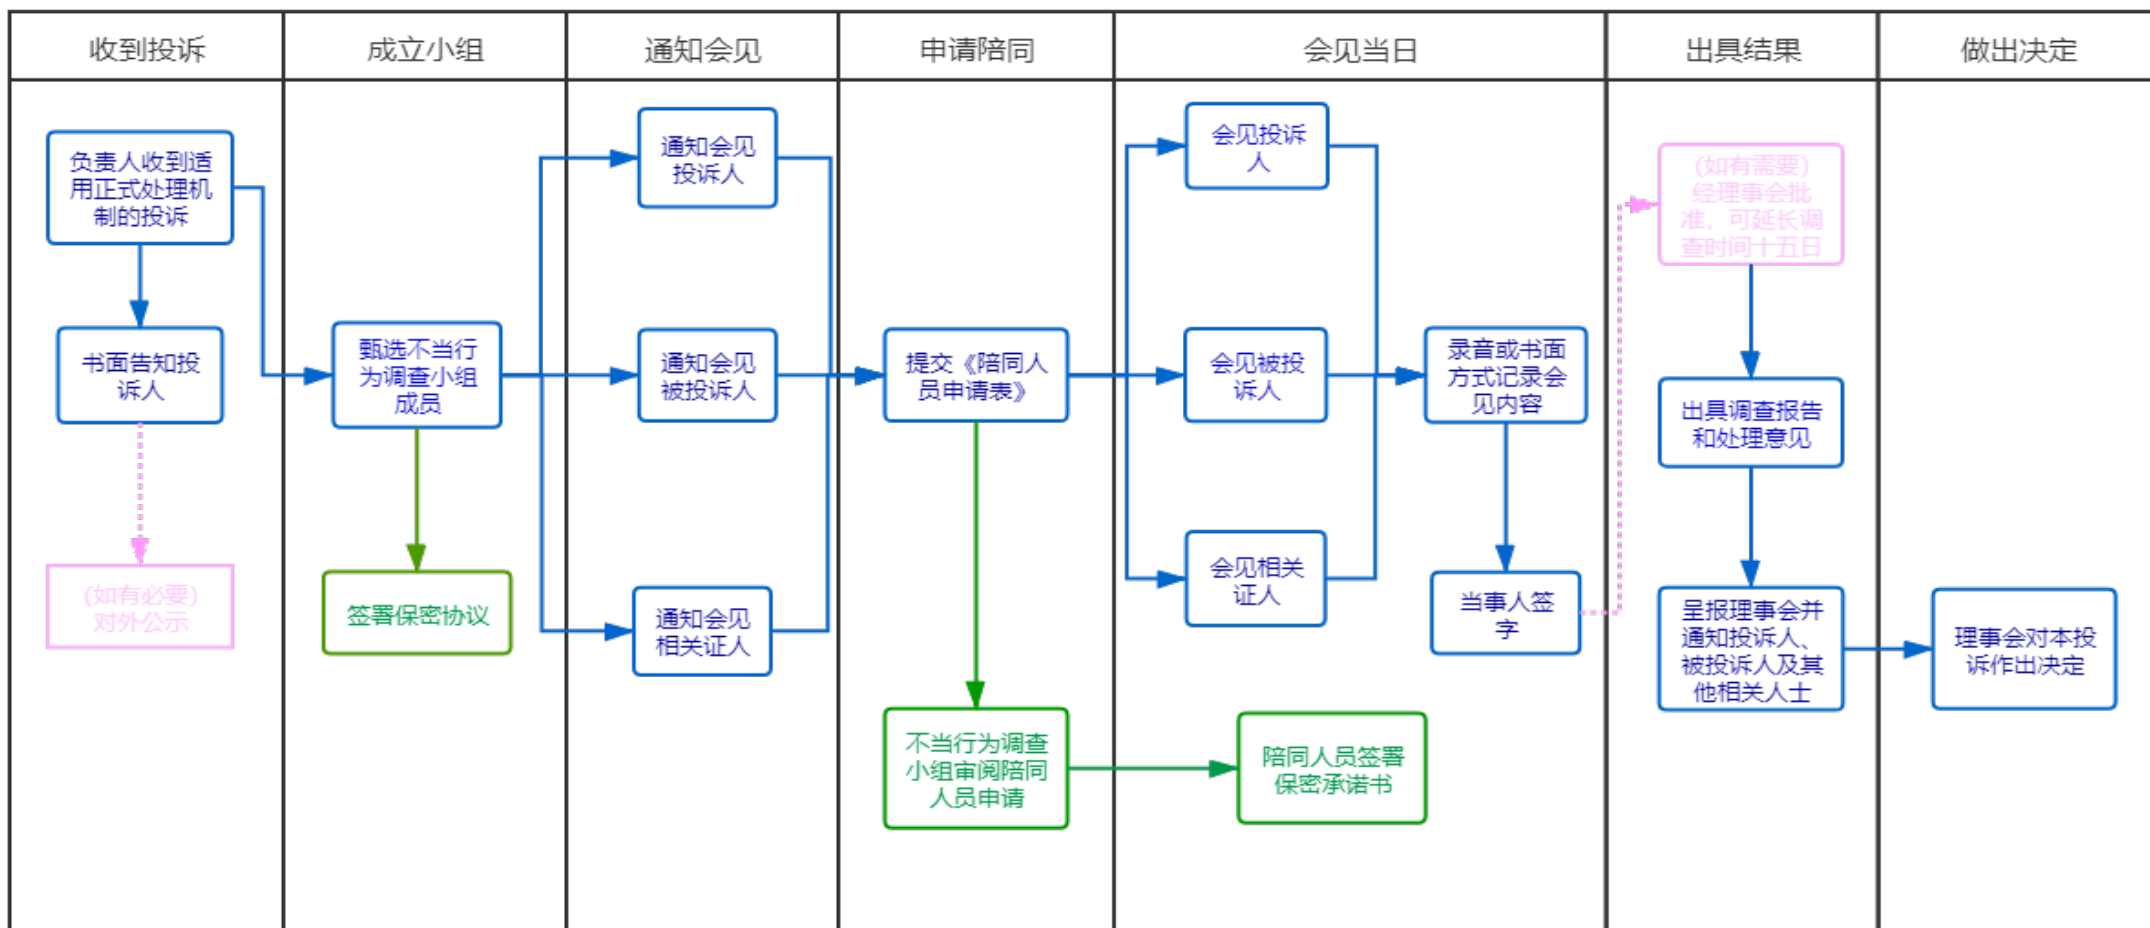 收到投诉
成立小组
通知会见
申请陪同
会见当日
出具结果
做出决定
负责人收到适
用正式处理机
制的投诉
书面告知投
诉人
(如有必要)
对外公示
甄选不当行
为调查小组
成员
签署保密协议
通知会见
投诉人
通知会见
被投诉人
通知会见
相关证人
提交《陪同人
员申请表》
不当行为调查
小组审阅陪同
人员申请
会见投诉
人
会见被投
诉人
会见相关
证人
录音或书面
方式记录会
见内容
当事人签
字
陪同人员签署
保密承诺书
(如有需要)
经理事会批
准，可延长调
查时间十五日
出具调查报告
和处理意见
呈报理事会并
通知投诉人、
被投诉人及其
他相关人士
理事会对本投
诉作出决定